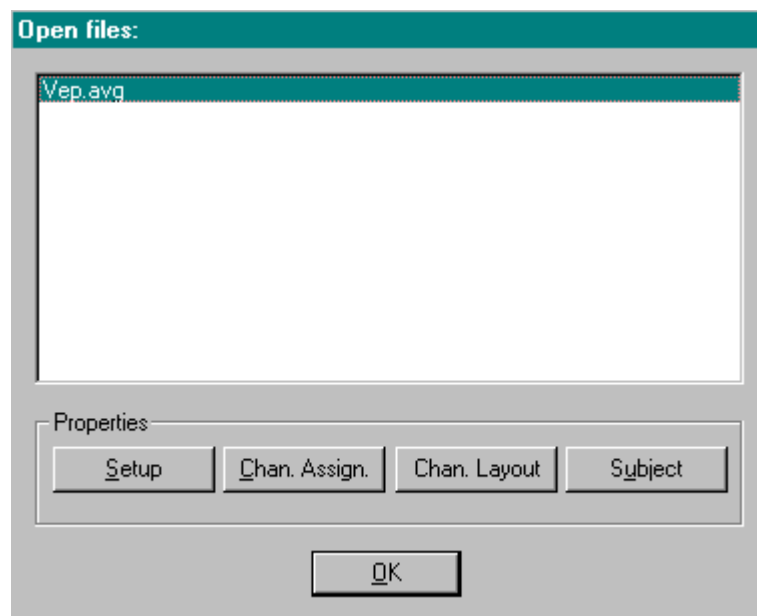 Open files:
Vep.avg
Properties
Setup
Chan. Assign.
Chan. Layout
Subject
OK